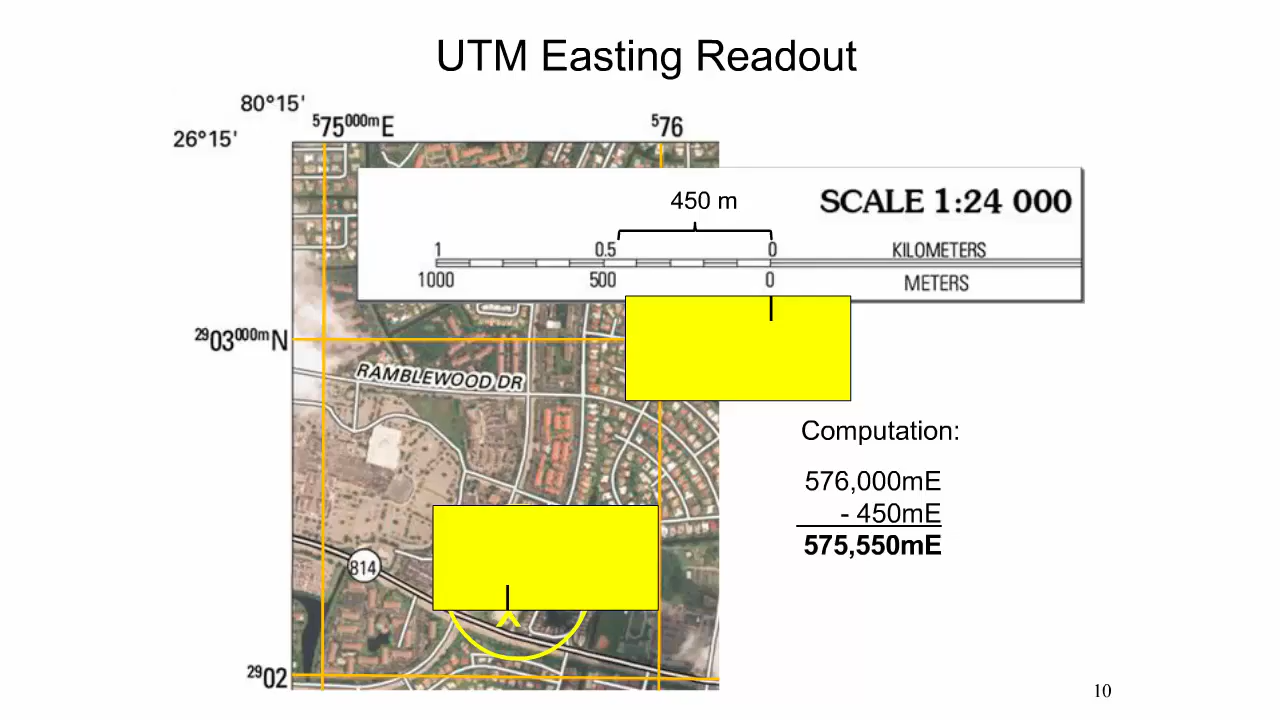 UTM Easting Readout
80°15'
⁵75⁰⁰⁰ᵐE
⁵76
26°15'
450 m
SCALE 1:24 000
1 0.5 0 KILOMETERS
1000 500 0 METERS
²⁹03⁰⁰⁰ᵐN
RAMBLEWOOD DR
Computation:
576,000mE
- 450mE
575,550mE
814
²⁹02
10